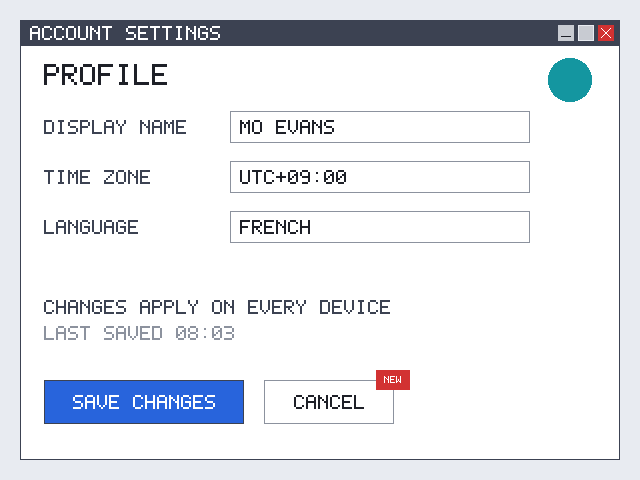 ACCOUNT SETTINGS
PROFILE
DISPLAY NAME MO EVANS
TIME ZONE UTC+09:00
LANGUAGE FRENCH
CHANGES APPLY ON EVERY DEVICE
LAST SAVED 08:03
NEW
SAVE CHANGES CANCEL